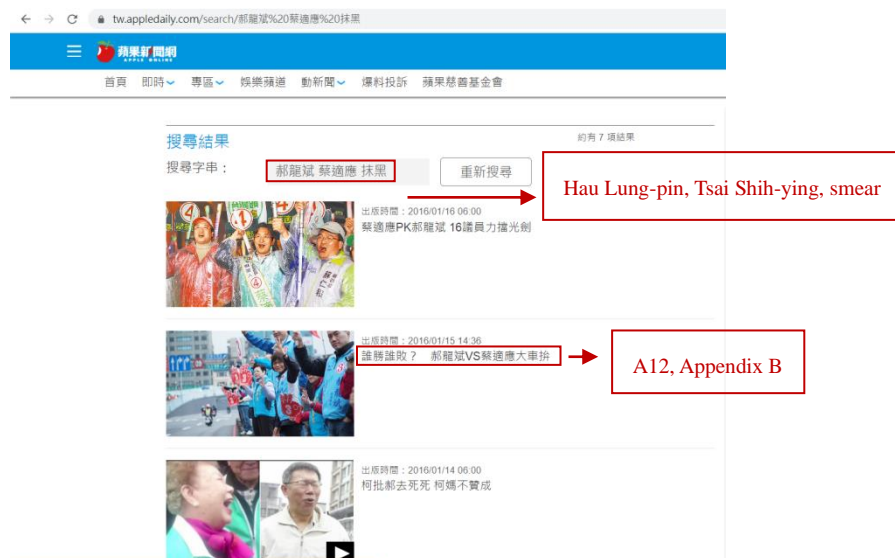 tw.appledaily.com/search/郝龍斌%20蔡適應%20抹黑
蘋果新聞網
APPLE ONLINE
首頁 即時 專區 娛樂蘋道 動新聞 爆料投訴 蘋果慈善基金會
搜尋結果
約有 7 項結果
搜尋字串：
郝龍斌 蔡適應 抹黑
重新搜尋
Hau Lung-pin, Tsai Shih-ying, smear
出版時間：2016/01/16 06:00
蔡適應PK郝龍斌 16議員力擋光劍
出版時間：2016/01/15 14:36
誰勝誰敗？ 郝龍斌VS蔡適應大車拚
A12, Appendix B
出版時間：2016/01/14 06:00
柯批郝去死死 柯媽不贊成